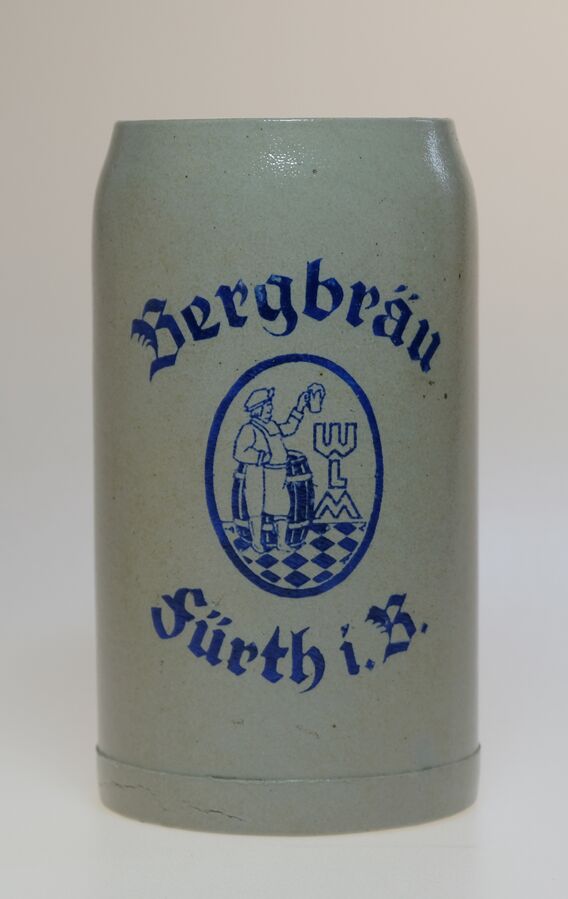 Bergbräu
WLM
Fürth i. B.